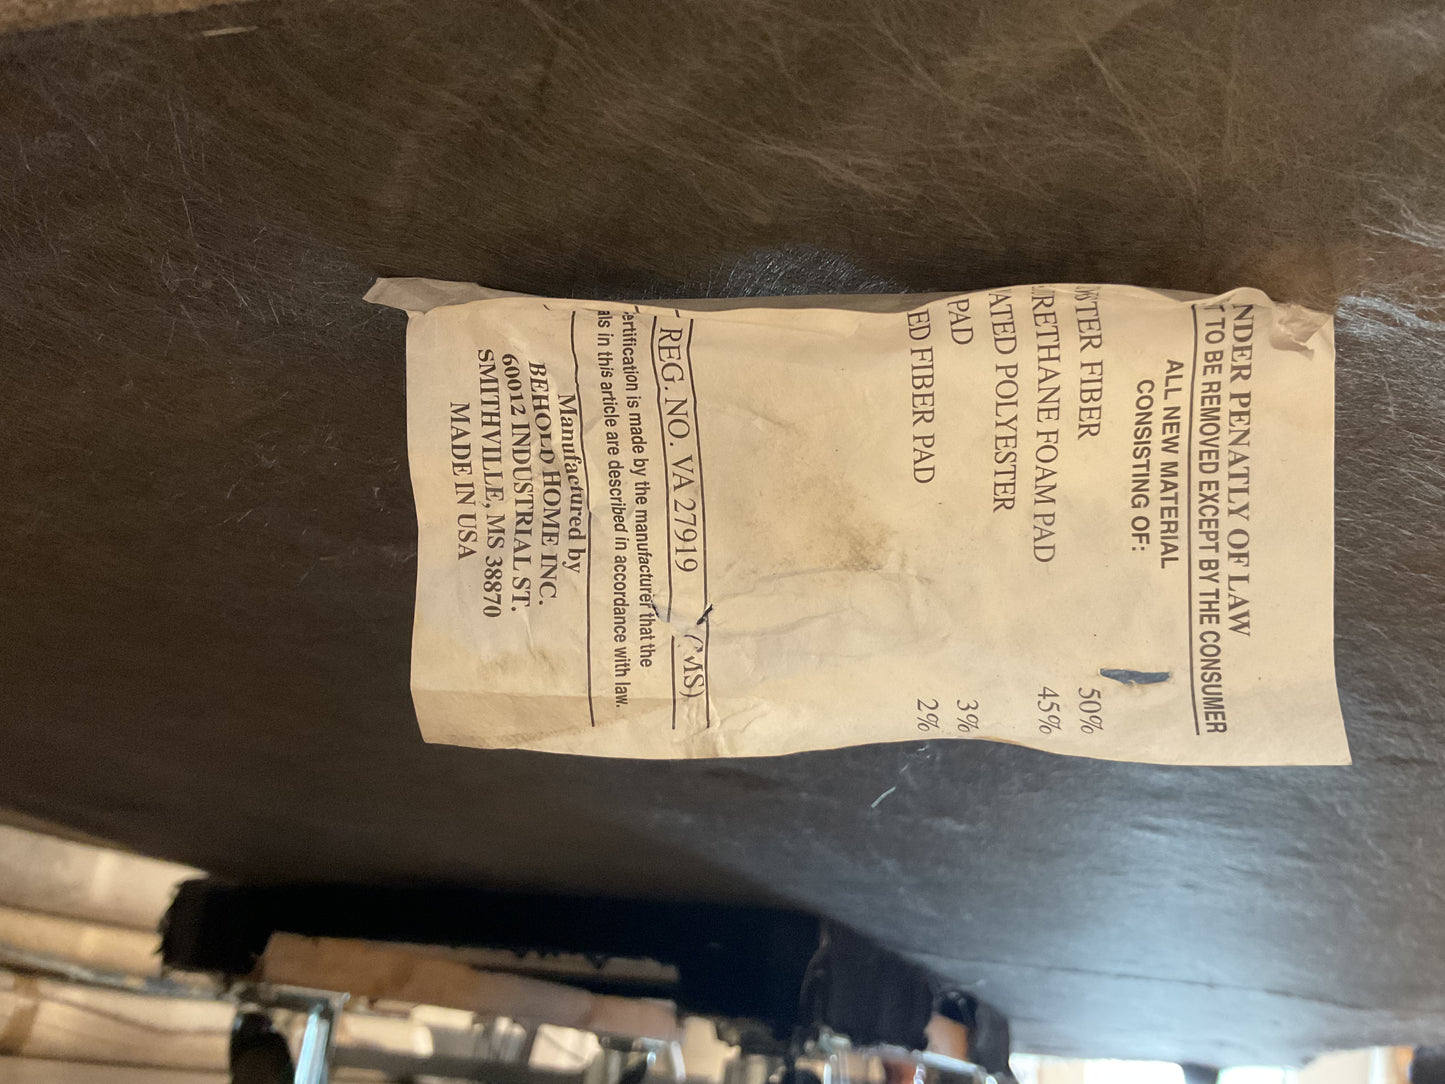 NDER PENATLY OF LAW
TO BE REMOVED EXCEPT BY THE CONSUMER
ALL NEW MATERIAL
CONSISTING OF:
STER FIBER 50%
RETHANE FOAM PAD 45%
ATED POLYESTER
PAD 3%
ED FIBER PAD 2%
REG. NO. VA 27919 (MS)
ertification is made by the manufacturer that the
als in this article are described in accordance with law.
Manufactured by
BEHOLD HOME INC.
60012 INDUSTRIAL ST.
SMITHVILLE, MS 38870
MADE IN USA